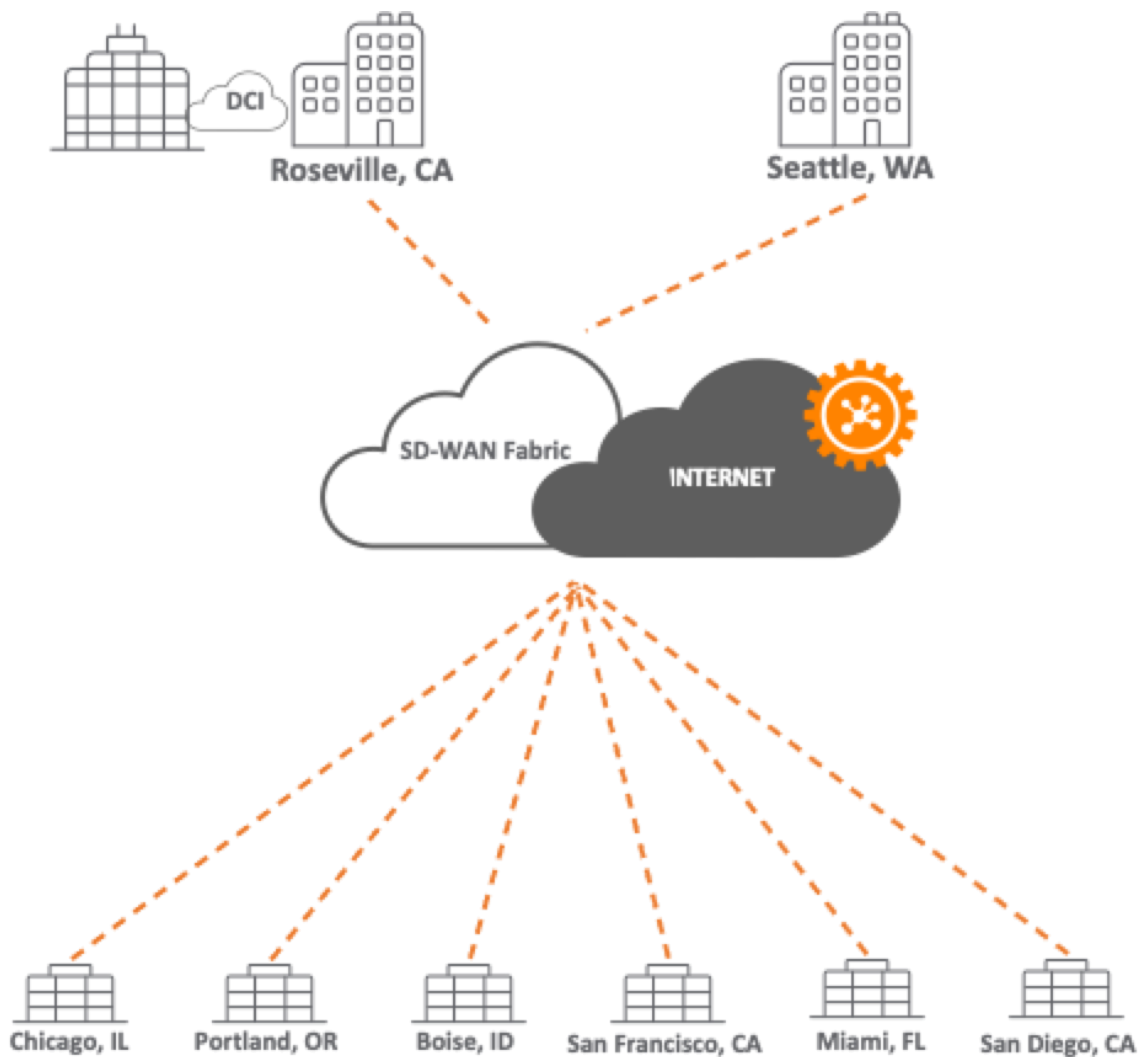 DCI
Roseville, CA
Seattle, WA
SD-WAN Fabric
INTERNET
Chicago, IL
Portland, OR
Boise, ID
San Francisco, CA
Miami, FL
San Diego, CA